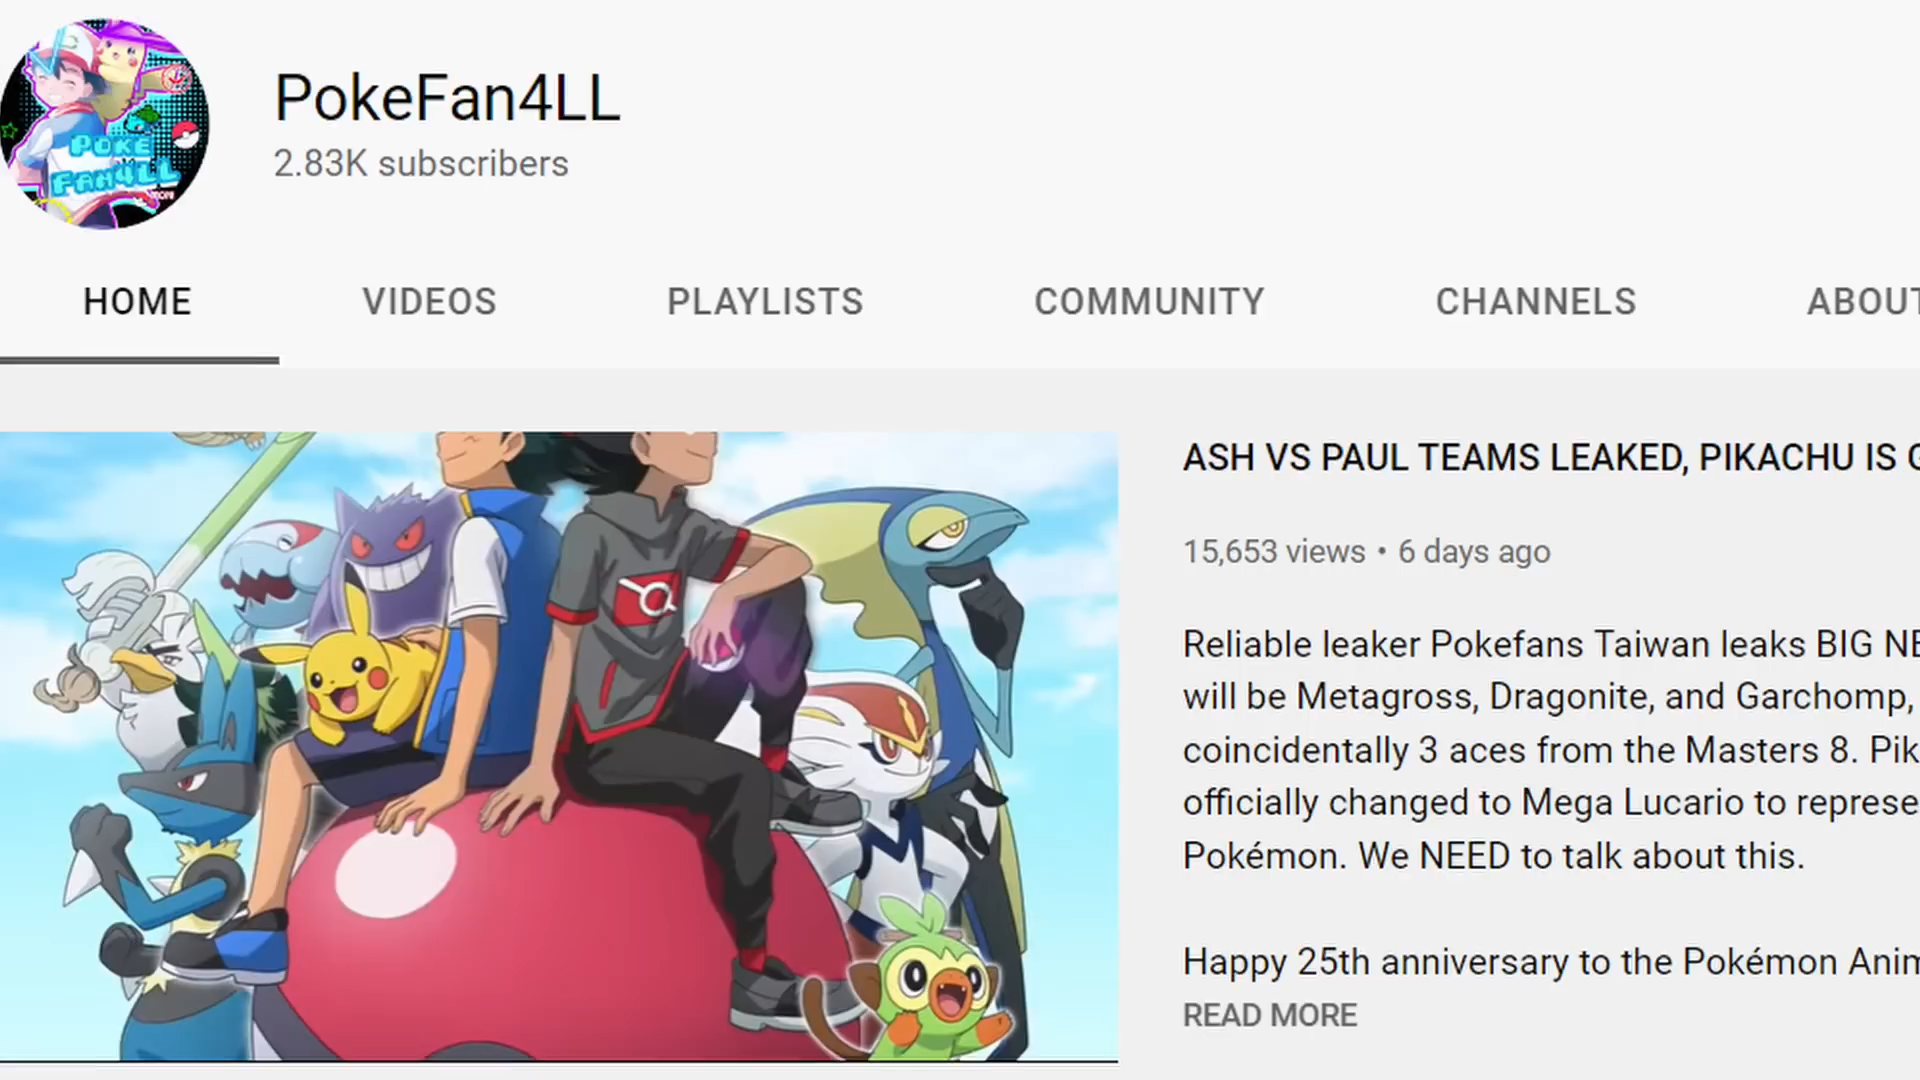 POKE
FAN4LL
PokeFan4LL
2.83K subscribers
HOME VIDEOS PLAYLISTS COMMUNITY CHANNELS ABOUT
ASH VS PAUL TEAMS LEAKED, PIKACHU IS
15,653 views • 6 days ago
Reliable leaker Pokefans Taiwan leaks BIG
will be Metagross, Dragonite, and Garchomp,
coincidentally 3 aces from the Masters 8.
officially changed to Mega Lucario to
Pokémon. We NEED to talk about this.
Happy 25th anniversary to the Pokémon
READ MORE